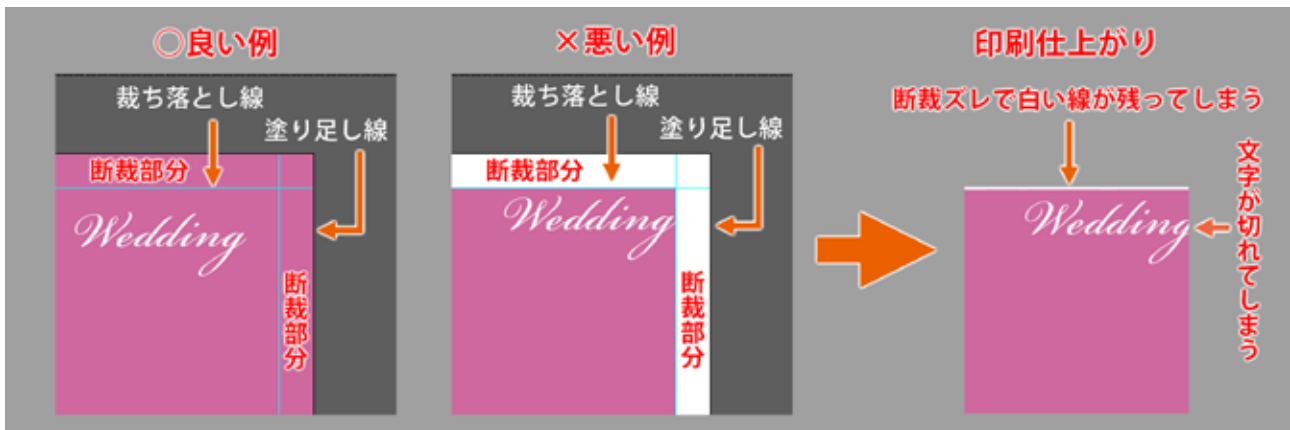 ○良い例
裁ち落とし線
塗り足し線
断裁部分
Wedding
断裁部分
×悪い例
裁ち落とし線
塗り足し線
断裁部分
Wedding
断裁部分
印刷仕上がり
断裁ズレで白い線が残ってしまう
Wedding
文字が切れてしまう